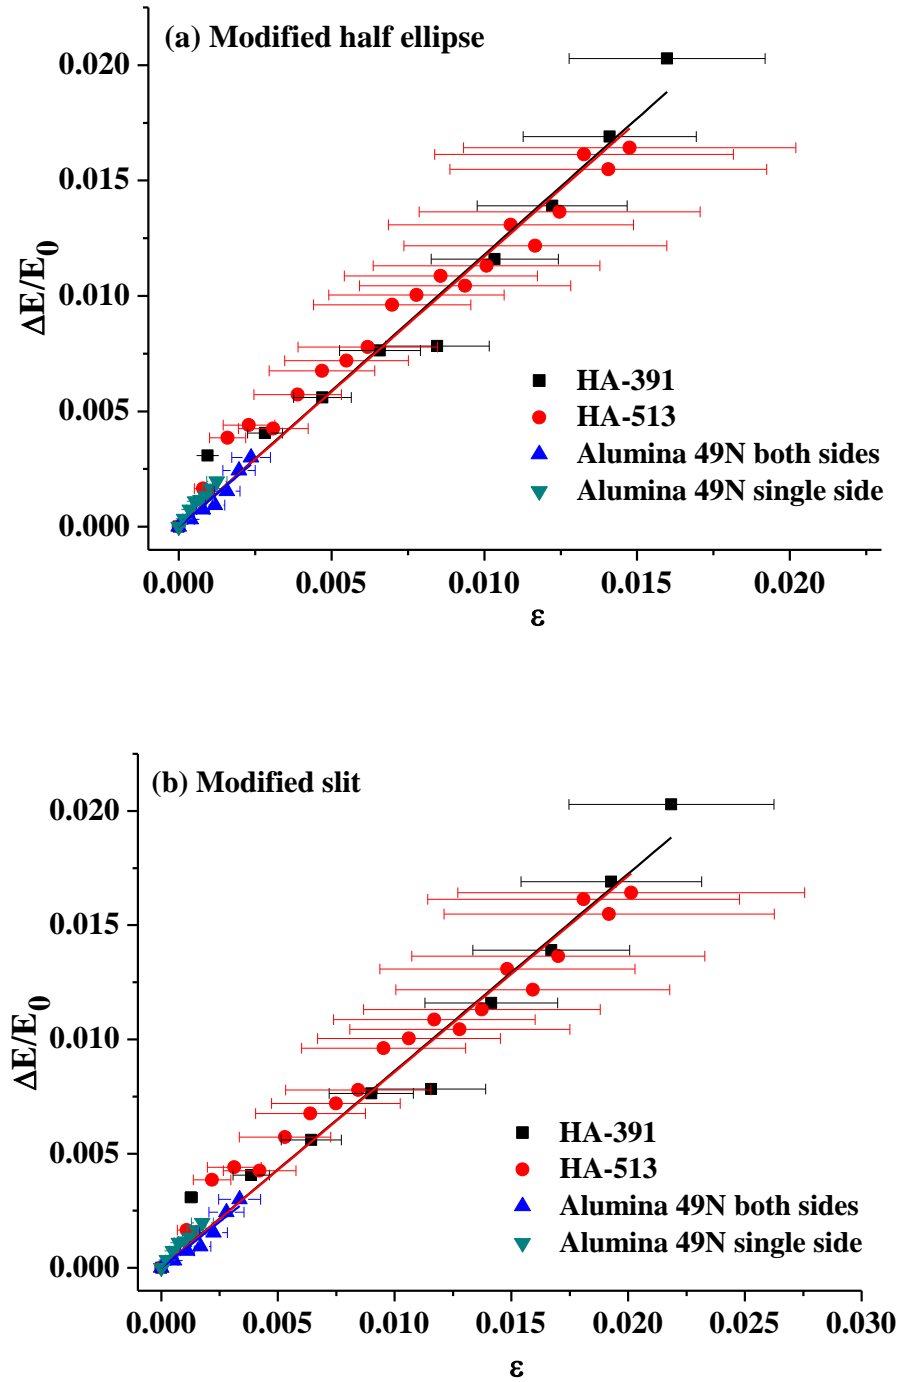 (a) Modified half ellipse
0.020
0.015
0.010
0.005
0.000
ΔE/E0
HA-391
HA-513
Alumina 49N both sides
Alumina 49N single side
0.000 0.005 0.010 0.015 0.020
ε
(b) Modified slit
0.020
0.015
0.010
0.005
0.000
ΔE/E0
HA-391
HA-513
Alumina 49N both sides
Alumina 49N single side
0.000 0.005 0.010 0.015 0.020 0.025 0.030
ε